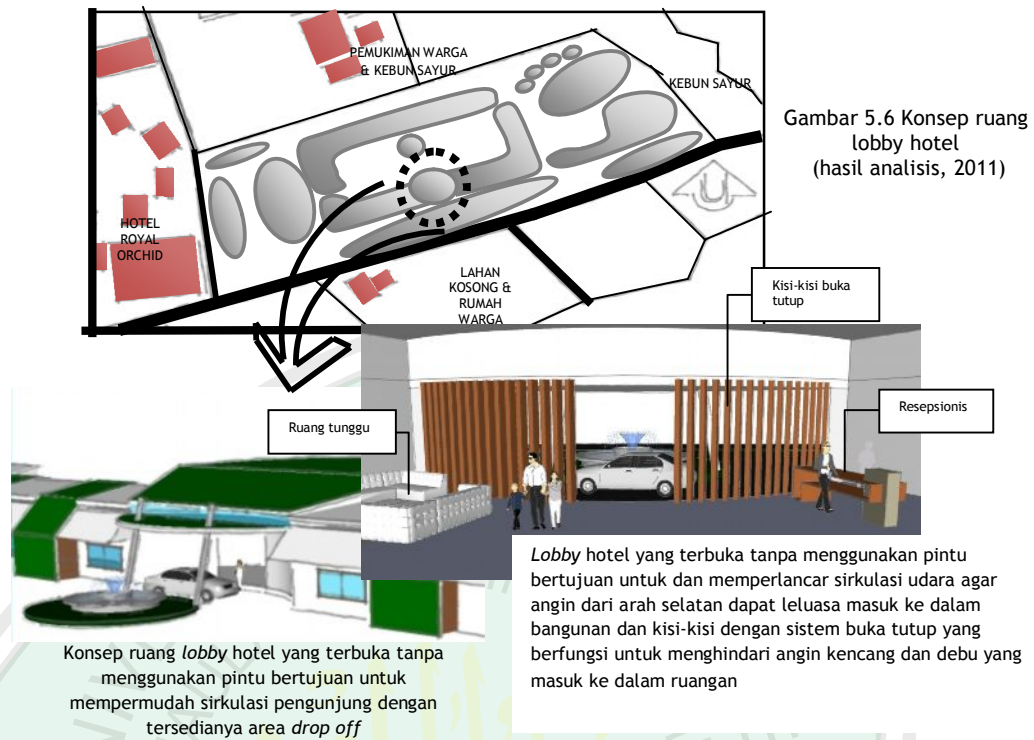 PEMUKIMAN WARGA
& KEBUN SAYUR
KEBUN SAYUR
Gambar 5.6 Konsep ruang
lobby hotel
(hasil analisis, 2011)
HOTEL
ROYAL
ORCHID
LAHAN
KOSONG &
RUMAH
WARGA
Kisi-kisi buka
tutup
Ruang tunggu
Resepsionis
Lobby hotel yang terbuka tanpa menggunakan pintu
bertujuan untuk dan memperlancar sirkulasi udara agar
angin dari arah selatan dapat leluasa masuk ke dalam
bangunan dan kisi-kisi dengan sistem buka tutup yang
berfungsi untuk menghindari angin kencang dan debu yang
masuk ke dalam ruangan
Konsep ruang lobby hotel yang terbuka tanpa
menggunakan pintu bertujuan untuk
mempermudah sirkulasi pengunjung dengan
tersedianya area drop off